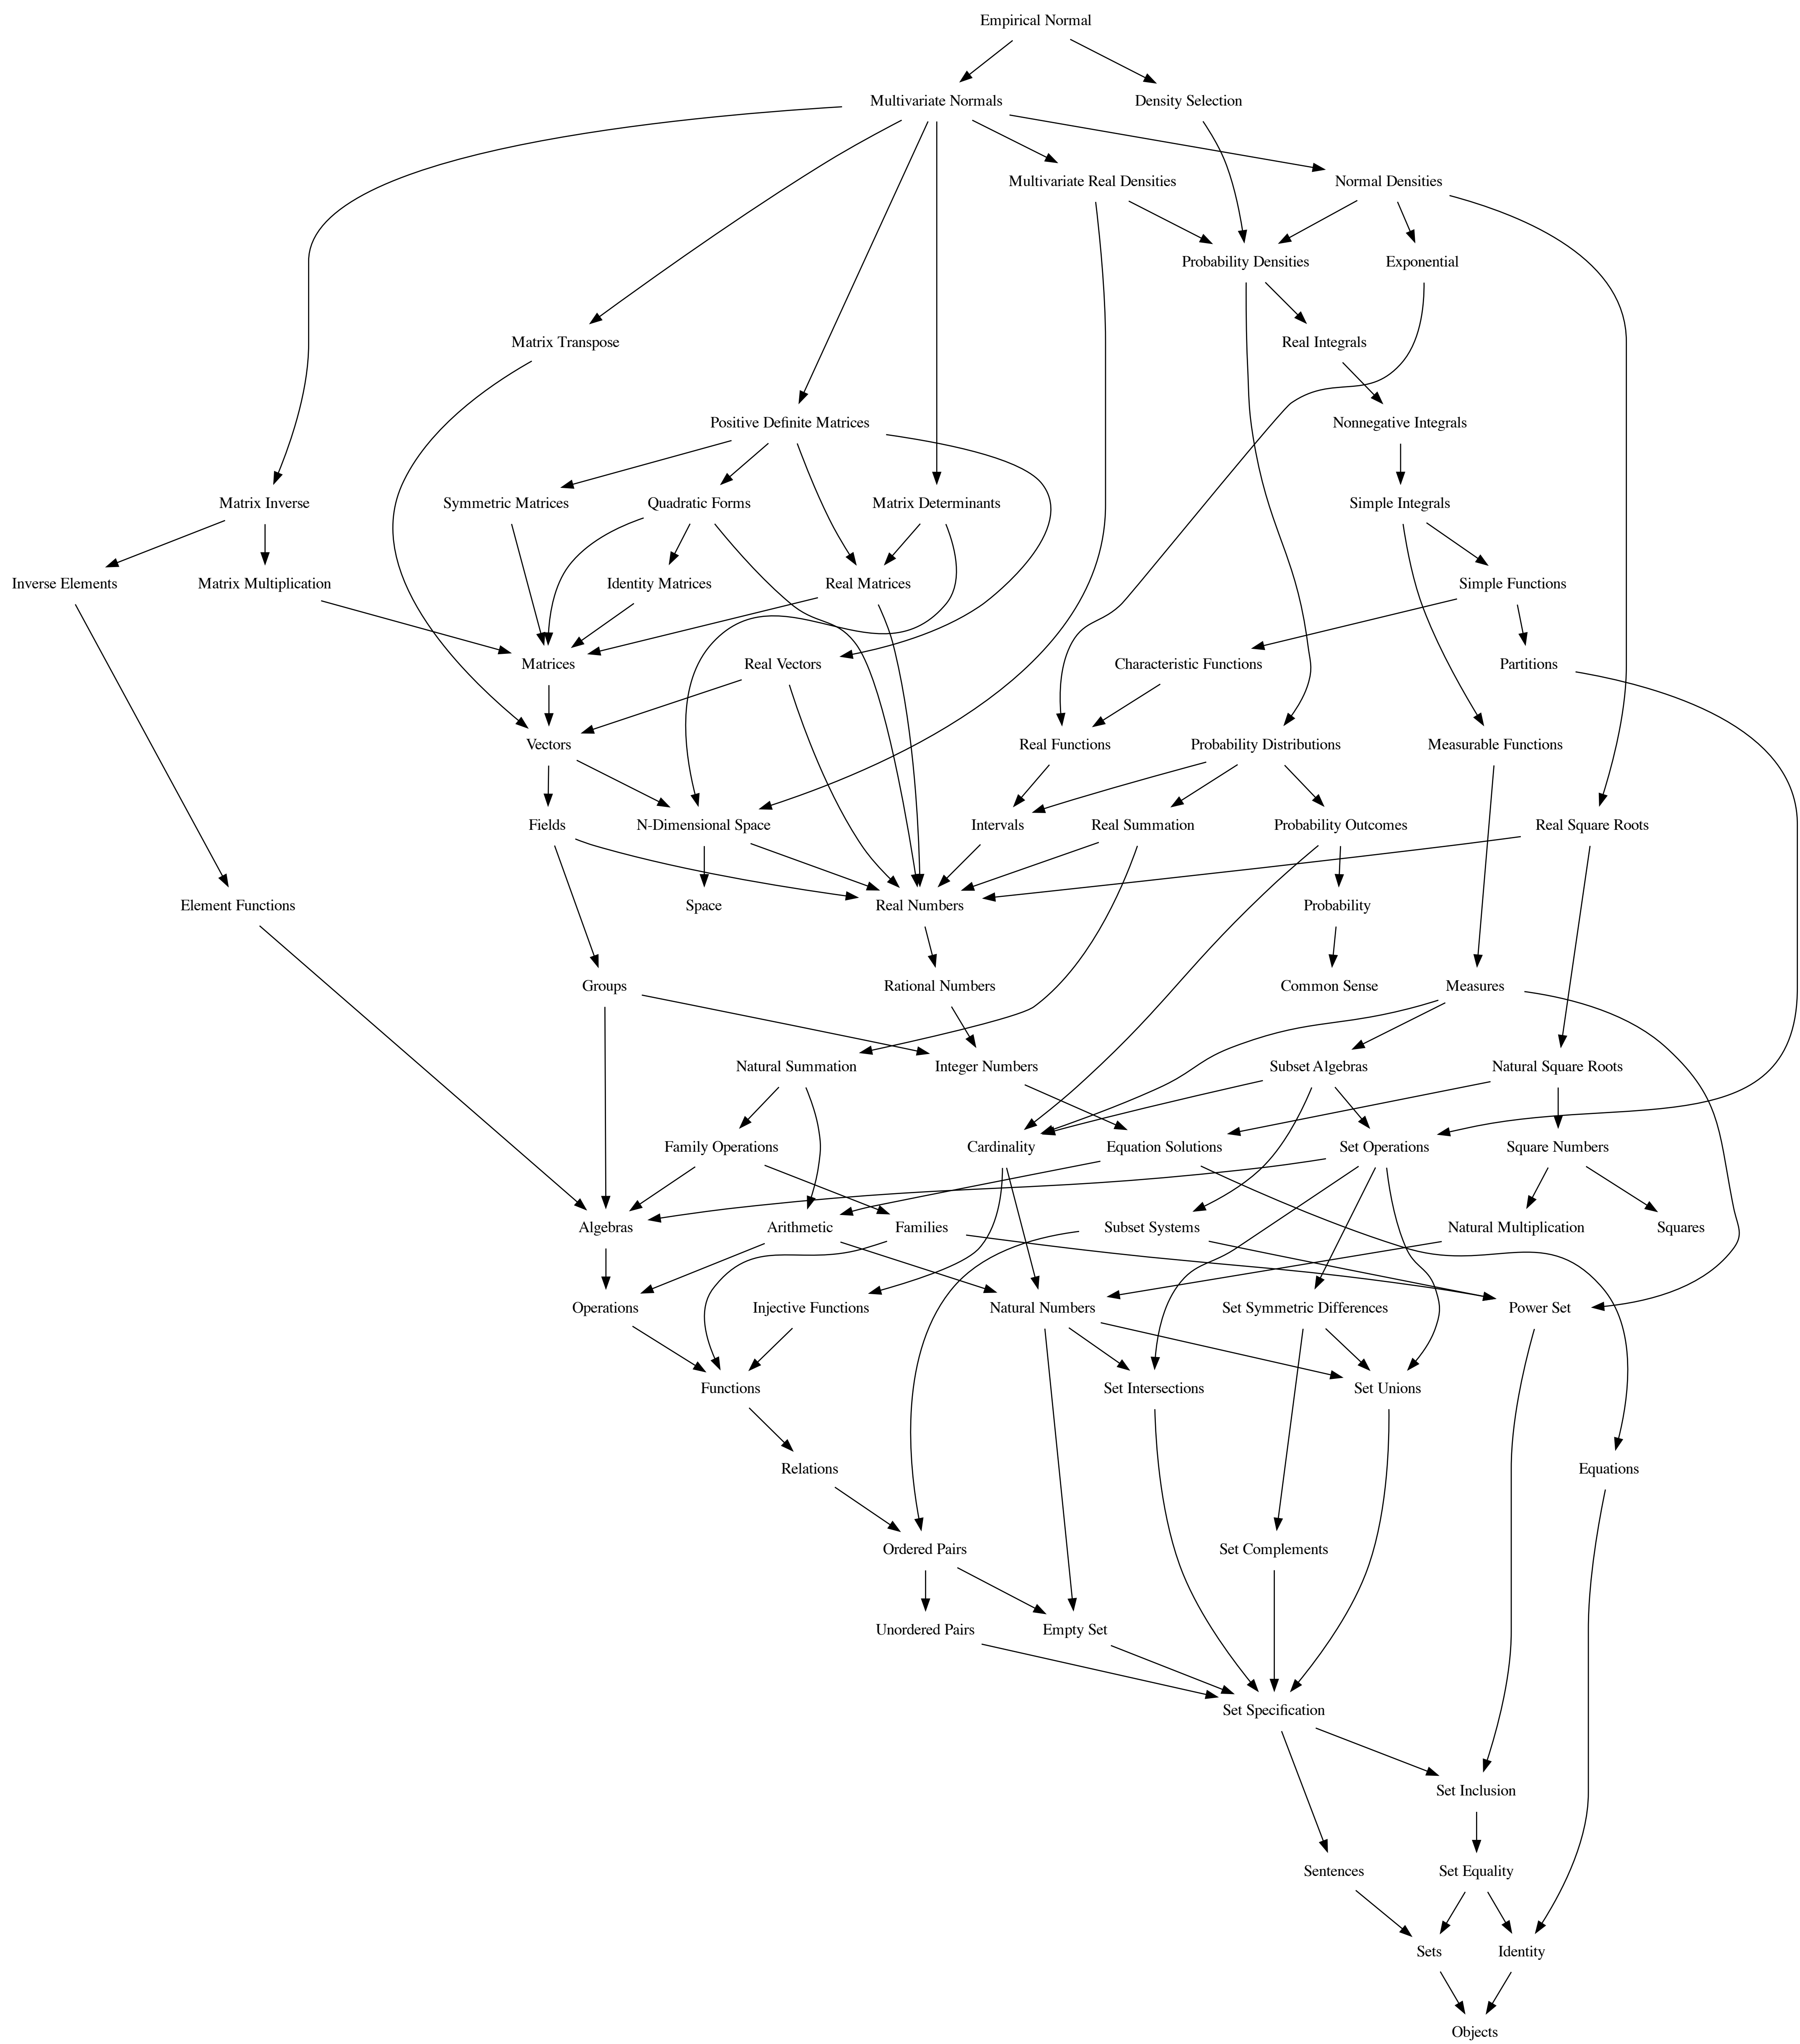 Empirical Normal
Multivariate Normals
Density Selection
Multivariate Real Densities
Normal Densities
Probability Densities
Exponential
Matrix Transpose
Real Integrals
Positive Definite Matrices
Nonnegative Integrals
Matrix Inverse
Symmetric Matrices
Quadratic Forms
Matrix Determinants
Simple Integrals
Inverse Elements
Matrix Multiplication
Identity Matrices
Real Matrices
Simple Functions
Matrices
Real Vectors
Characteristic Functions
Partitions
Vectors
Real Functions
Probability Distributions
Measurable Functions
Fields
N-Dimensional Space
Intervals
Real Summation
Probability Outcomes
Real Square Roots
Element Functions
Space
Real Numbers
Probability
Groups
Rational Numbers
Common Sense
Measures
Natural Summation
Integer Numbers
Subset Algebras
Natural Square Roots
Family Operations
Cardinality
Equation Solutions
Set Operations
Square Numbers
Algebras
Arithmetic
Families
Subset Systems
Natural Multiplication
Squares
Operations
Injective Functions
Natural Numbers
Set Symmetric Differences
Power Set
Functions
Set Intersections
Set Unions
Relations
Equations
Ordered Pairs
Set Complements
Unordered Pairs
Empty Set
Set Specification
Set Inclusion
Sentences
Set Equality
Sets
Identity
Objects